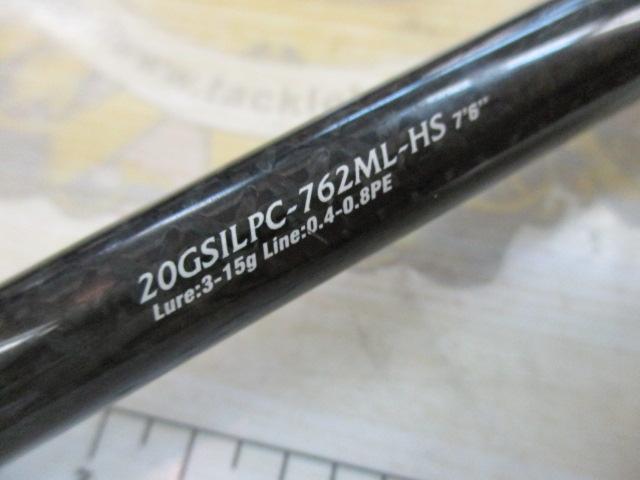 20GSILPC-762ML-HS 7'6"
Lure:3-15g Line:0.4-0.8PE